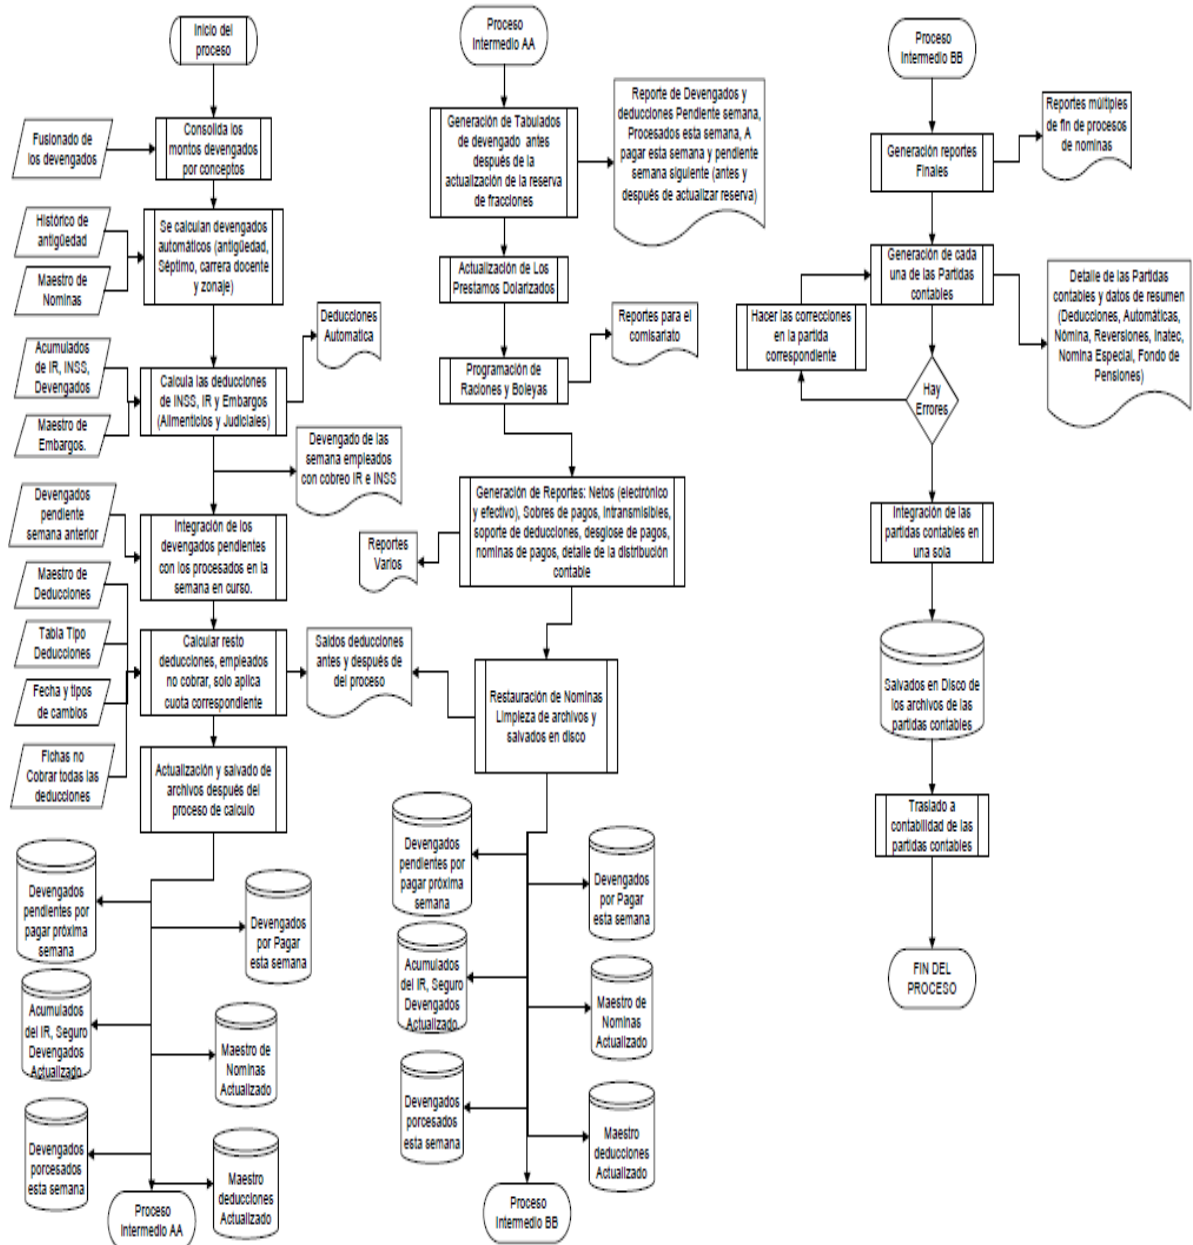 Inicio del
proceso
Fusionado de
los devengados
Consolida los
montos devengados
por conceptos
Histórico de
antigüedad
Maestro de
Nominas
Se calculan devengados
automáticos (antigüedad,
Séptimo, carrera docente
y zonaje)
Deducciones
Automatica
Acumulados
de IR, INSS,
Devengados
Maestro de
Embargos.
Calcula las deducciones
de INSS, IR y Embargos
(Alimenticios y Judiciales)
Devengado de las
semana empleados
con cobreo IR e INSS
Devengados
pendiente
semana anterior
Integración de los
devengados pendientes
con los procesados en la
semana en curso.
Maestro de
Deducciones
Tabla Tipo
Deducciones
Fecha y tipos
de cambios
Fichas no
Cobrar todas las
deducciones
Calcular resto
deducciones, empleados
no cobrar, solo aplica
cuota correspondiente
Saldos deducciones
antes y después de
del proceso
Actualización y salvado de
archivos después del
proceso de calculo
Devengados
pendientes por
pagar próxima
semana
Devengados
por Pagar
esta semana
Acumulados
del IR, Seguro
Devengados
Actualizado
Maestro de
Nominas
Actualizado
Devengados
porcesados
esta semana
Maestro
deducciones
Actualizado
Proceso
Intermedio AA
Proceso
Intermedio AA
Generación de Tabulados
de devengado antes
después de la
actualización de la reserva
de fracciones
Reporte de Devengados y
deducciones Pendiente semana,
Procesados esta semana, A
pagar esta semana y pendiente
semana siguiente (antes y
después de actualizar reserva)
Actualización de Los
Prestamos Dolarizados
Reportes para el
comisariato
Programación de
Raciones y Boleyas
Generación de Reportes: Netos (electrónico
y efectivo), Sobres de pagos, Intransmisibles,
soporte de deducciones, desglose de pagos,
nominas de pagos, detalle de la distribución
contable
Reportes
Varios
Restauración de Nominas
Limpieza de archivos y
salvados en disco
Devengados
pendientes por
pagar próxima
semana
Devengados
por Pagar
esta semana
Acumulados
del IR, Seguro
Devengados
Actualizado
Maestro de
Nominas
Actualizado
Devengados
porcesados
esta semana
Maestro
deducciones
Actualizado
Proceso
Intermedio BB
Proceso
Intermedio BB
Generación reportes
Finales
Reportes múltiples
de fin de procesos
de nominas
Generación de cada
una de las Partidas
contables
Detalle de las Partidas
contables y datos de resumen
(Deducciones, Automáticas,
Nómina, Reversiones, Inatec,
Nomina Especial, Fondo de
Pensiones)
Hacer las correcciones
en la partida
correspondiente
Hay
Errores
Integración de las
partidas contables en
una sola
Salvados en Disco de
los archivos de las
partidas contables
Traslado a
contabilidad de las
partidas contables
FIN DEL
PROCESO